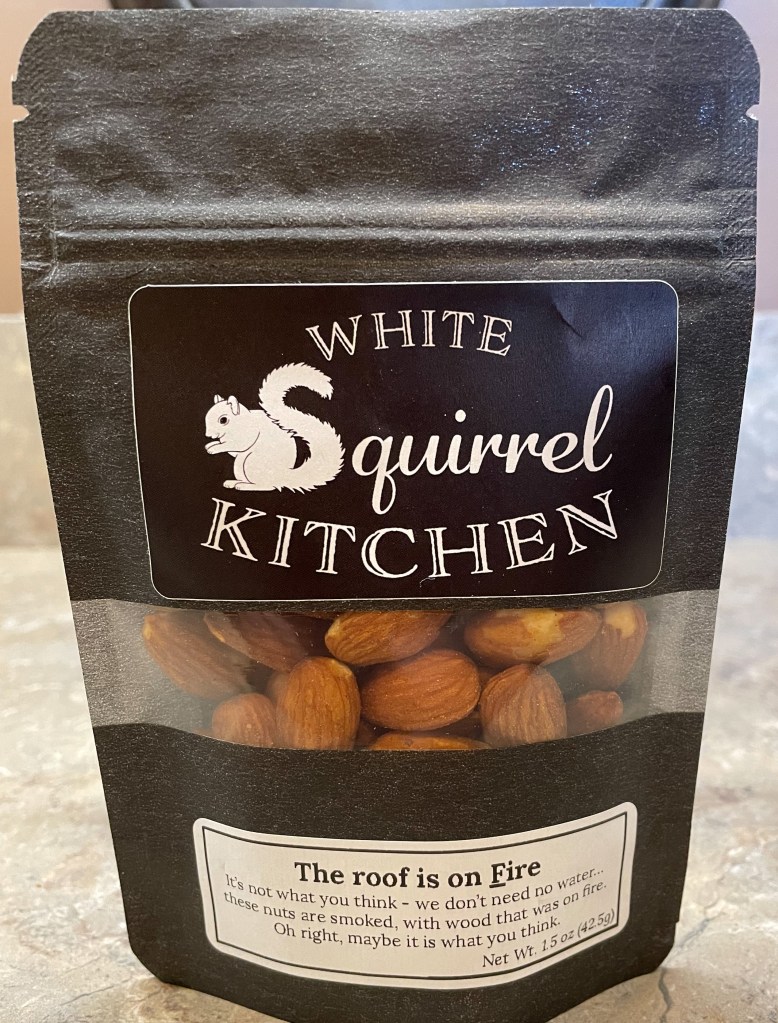 WHITE
Squirrel
KITCHEN
The roof is on Fire
It's not what you think - we don't need no water...
these nuts are smoked, with wood that was on fire.
Oh right, maybe it is what you think.
Net Wt. 1.5 oz (42.5g)